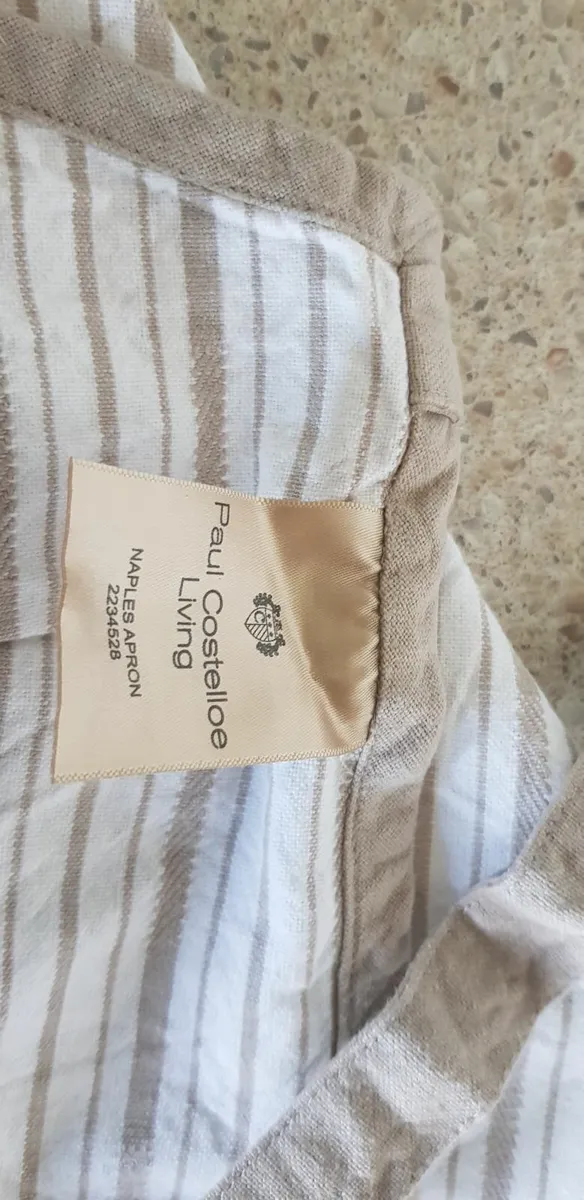 Paul Costelloe
Living
NAPLES APRON
2234528